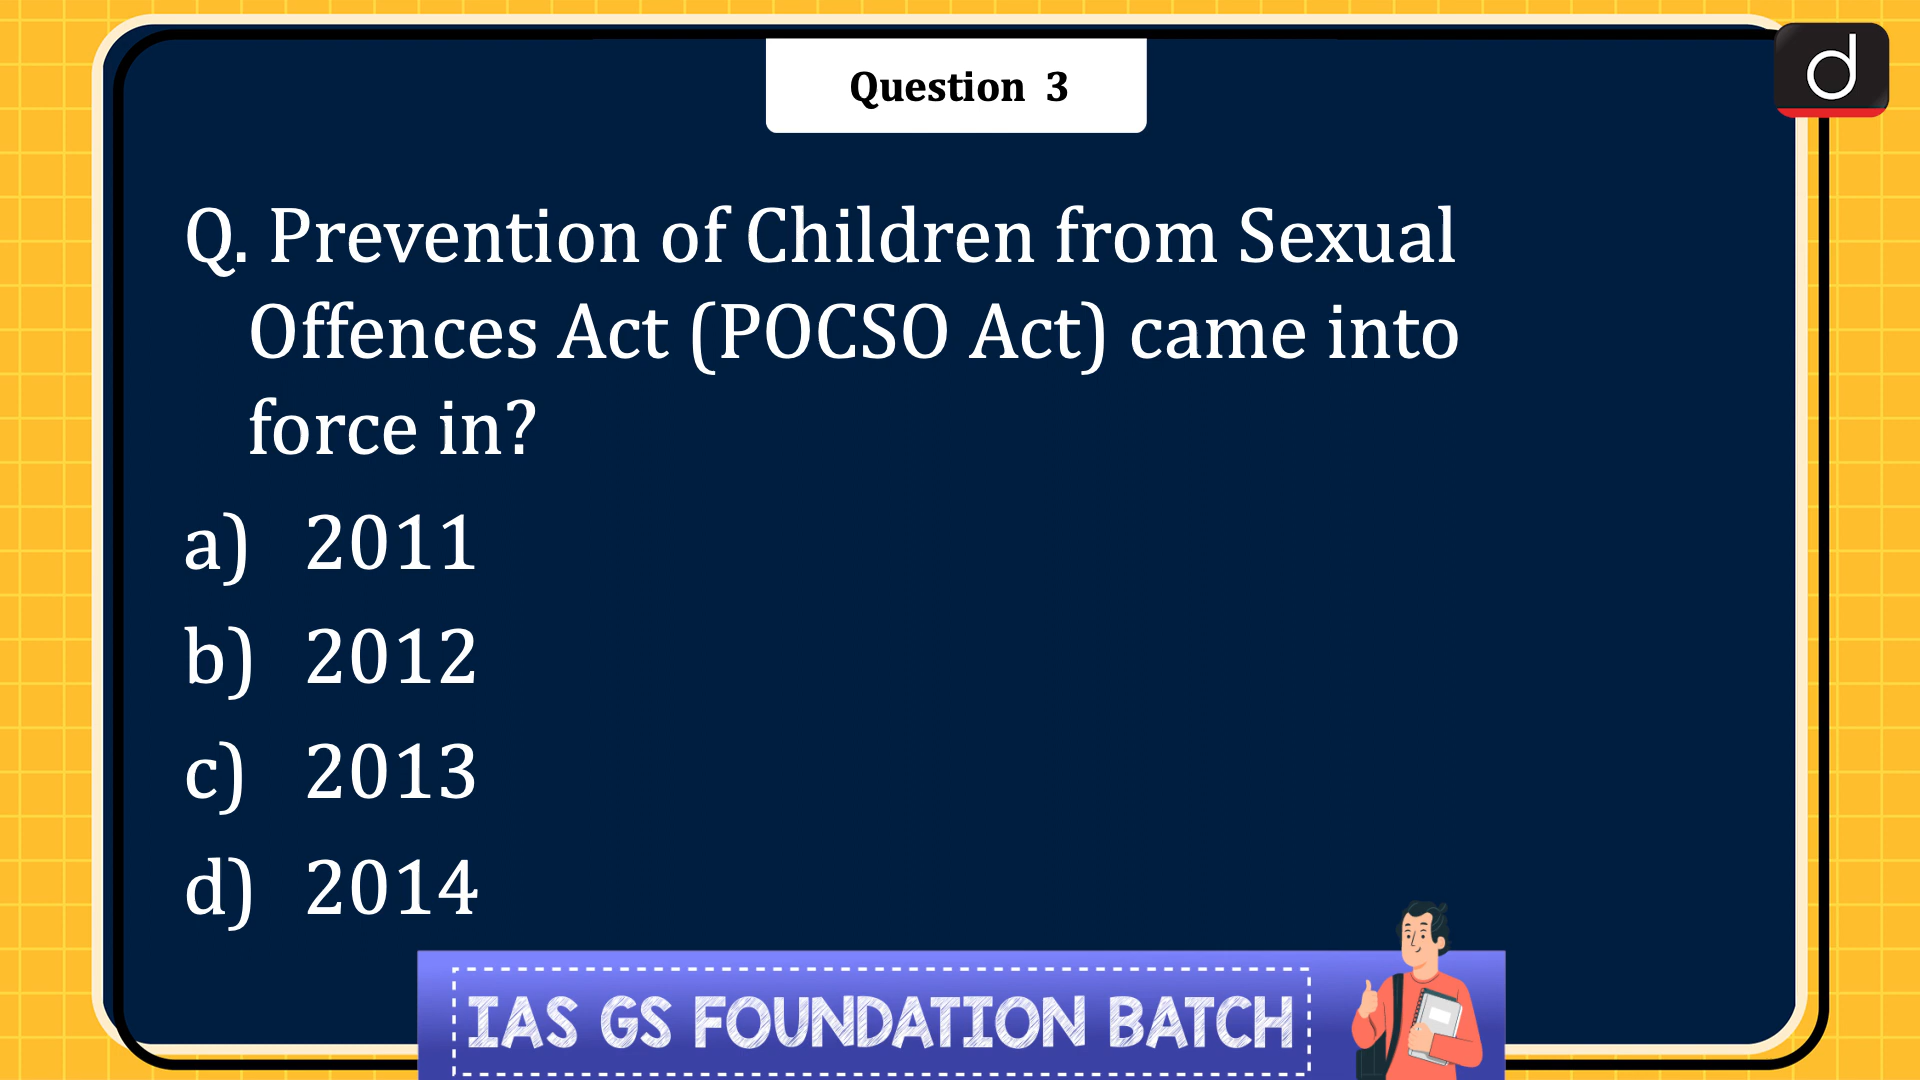 Question 3
Q. Prevention of Children from Sexual
Offences Act (POCSO Act) came into
force in?
a) 2011
b) 2012
c) 2013
d) 2014
IAS GS FOUNDATION BATCH
d